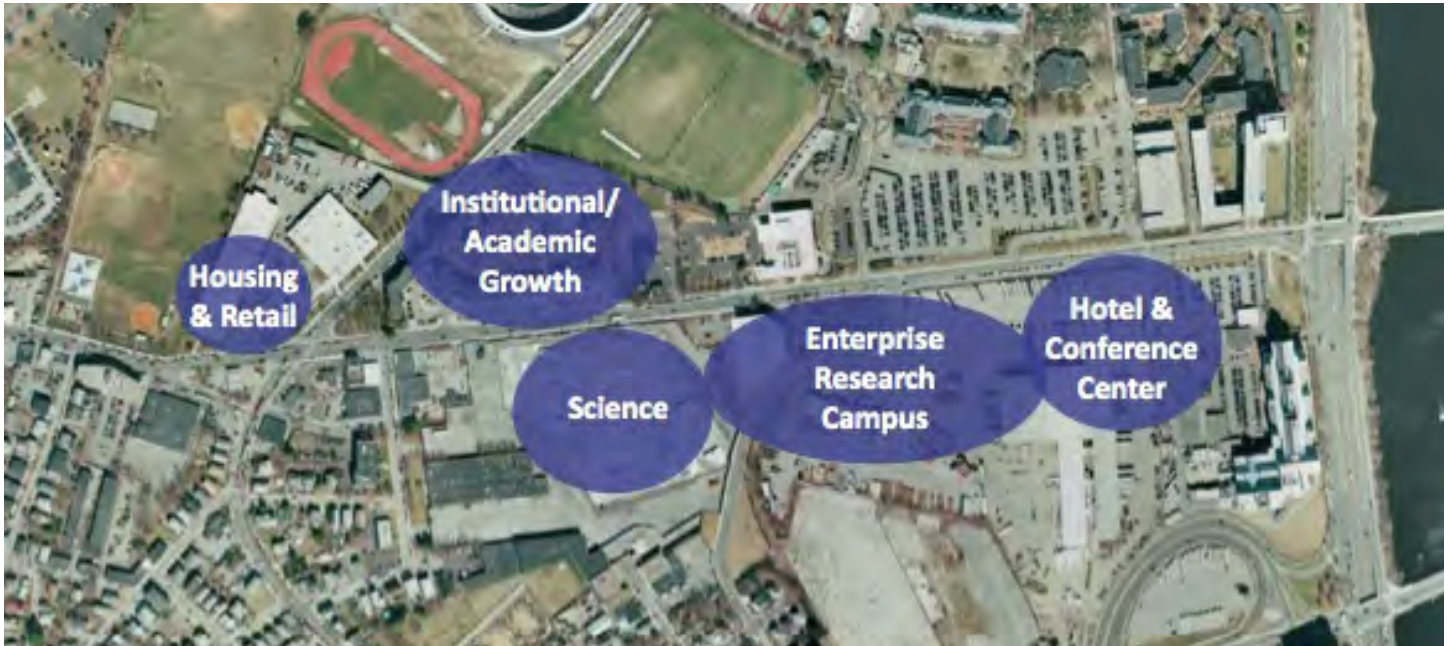 Institutional/
Academic
Growth
Housing
& Retail
Science
Enterprise
Research
Campus
Hotel &
Conference
Center